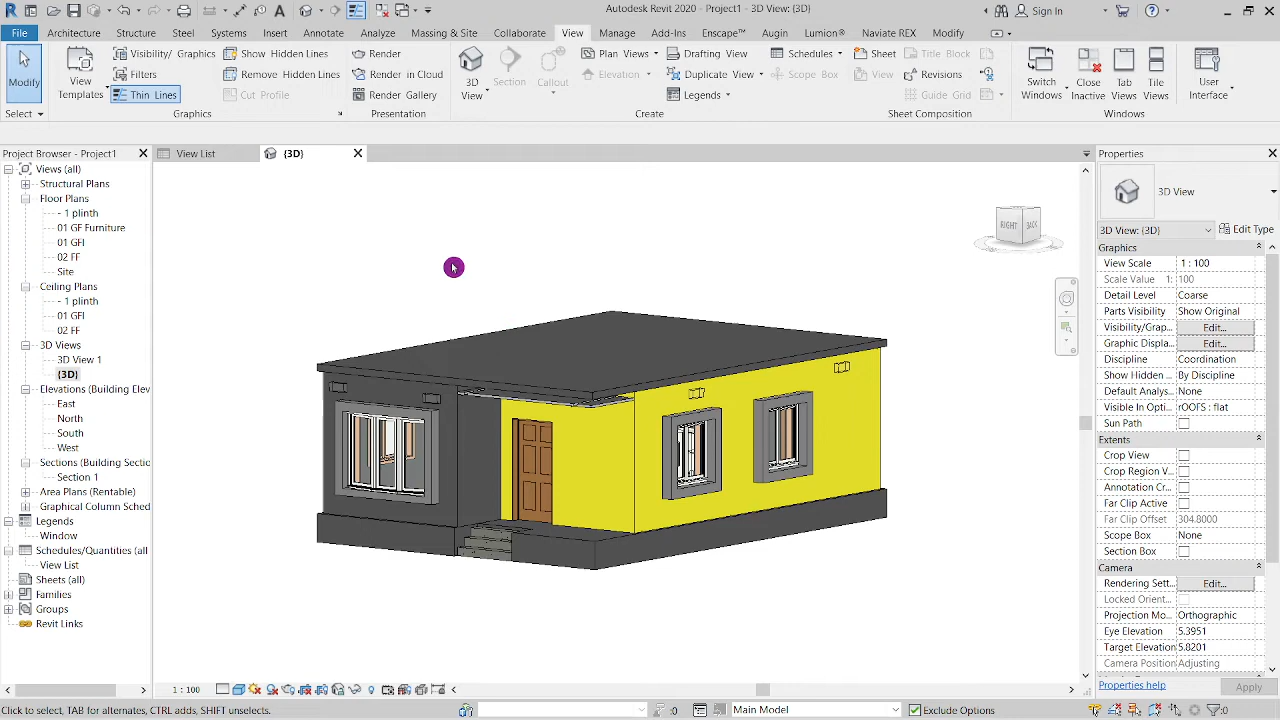 Autodesk Revit 2020 - Project1 - 3D View: {3D}
Sign In
File Architecture Structure Steel Systems Insert Annotate Analyze Massing & Site Collaborate View Manage Add-Ins Enscape™ Augin Lumion® Naviate REX Modify
Modify
Select
View Templates
Visibility/ Graphics
Filters
Thin Lines
Show Hidden Lines
Remove Hidden Lines
Cut Profile
Graphics
Render
Render in Cloud
Render Gallery
Presentation
3D View
Section
Callout
Plan Views
Elevation
Drafting View
Duplicate View
Legends
Schedules
Scope Box
Create
Sheet
View
Title Block
Revisions
Guide Grid
Sheet Composition
Switch Windows
Close Inactive
Tab Views
Tile Views
Windows
User Interface
Project Browser - Project1
Views (all)
Structural Plans
Floor Plans
- 1 plinth
01 GF Furniture
01 GFl
02 FF
Site
Ceiling Plans
- 1 plinth
01 GFl
02 FF
3D Views
3D View 1
{3D}
Elevations (Building Elev
East
North
South
West
Sections (Building Sectio
Section 1
Area Plans (Rentable)
Graphical Column Sched
Legends
Window
Schedules/Quantities (all
View List
Sheets (all)
Families
Groups
Revit Links
View List
{3D}
RIGHT BACK
Properties
3D View
3D View: {3D} Edit Type
Graphics
View Scale 1 : 100
Scale Value 1: 100
Detail Level Coarse
Parts Visibility Show Original
Visibility/Grap... Edit...
Graphic Displa... Edit...
Discipline Coordination
Show Hidden ... By Discipline
Default Analys... None
Visible In Opti... rOOFS : flat
Sun Path
Extents
Crop View
Crop Region V...
Annotation Cr...
Far Clip Active
Far Clip Offset 304.8000
Scope Box None
Section Box
Camera
Rendering Sett... Edit...
Locked Orient...
Projection Mo... Orthographic
Eye Elevation 5.3951
Target Elevation 5.8201
Camera Position Adjusting
Properties help Apply
1 : 100
Click to select, TAB for alternates, CTRL adds, SHIFT unselects.
:0
Main Model
Exclude Options
:0